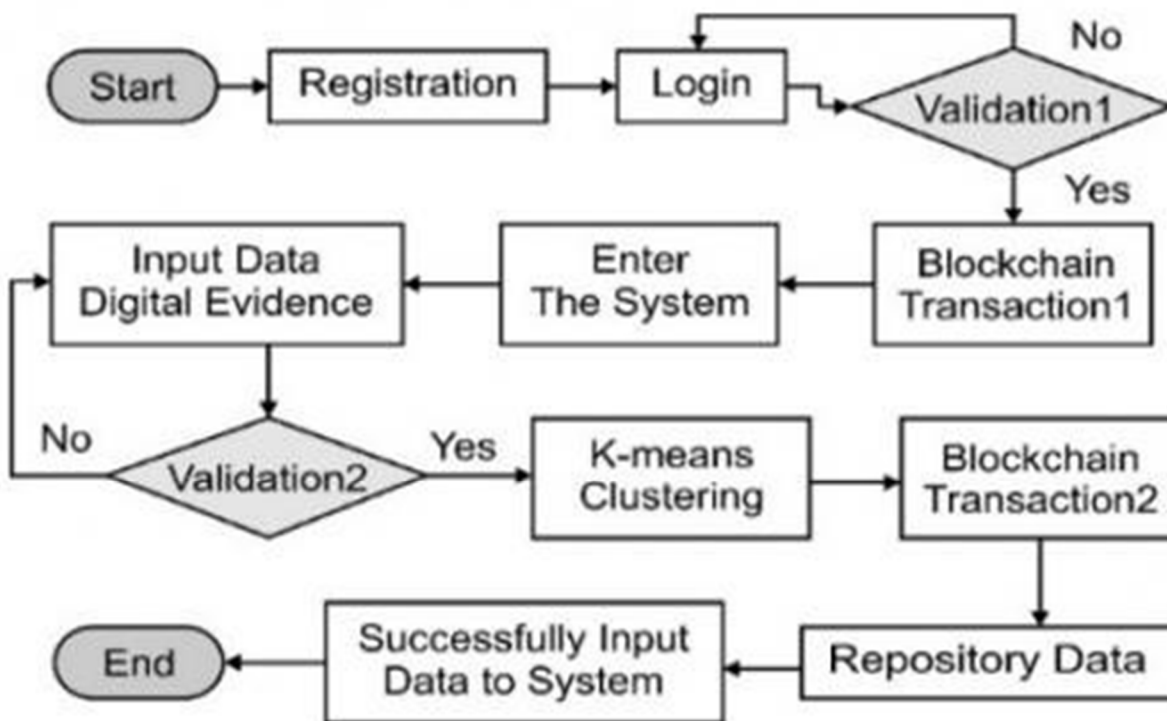 Start
Registration
Login
Validation1
No
Yes
Blockchain
Transaction1
Enter
The System
Input Data
Digital Evidence
No
Validation2
Yes
K-means
Clustering
Blockchain
Transaction2
Repository Data
Successfully Input
Data to System
End